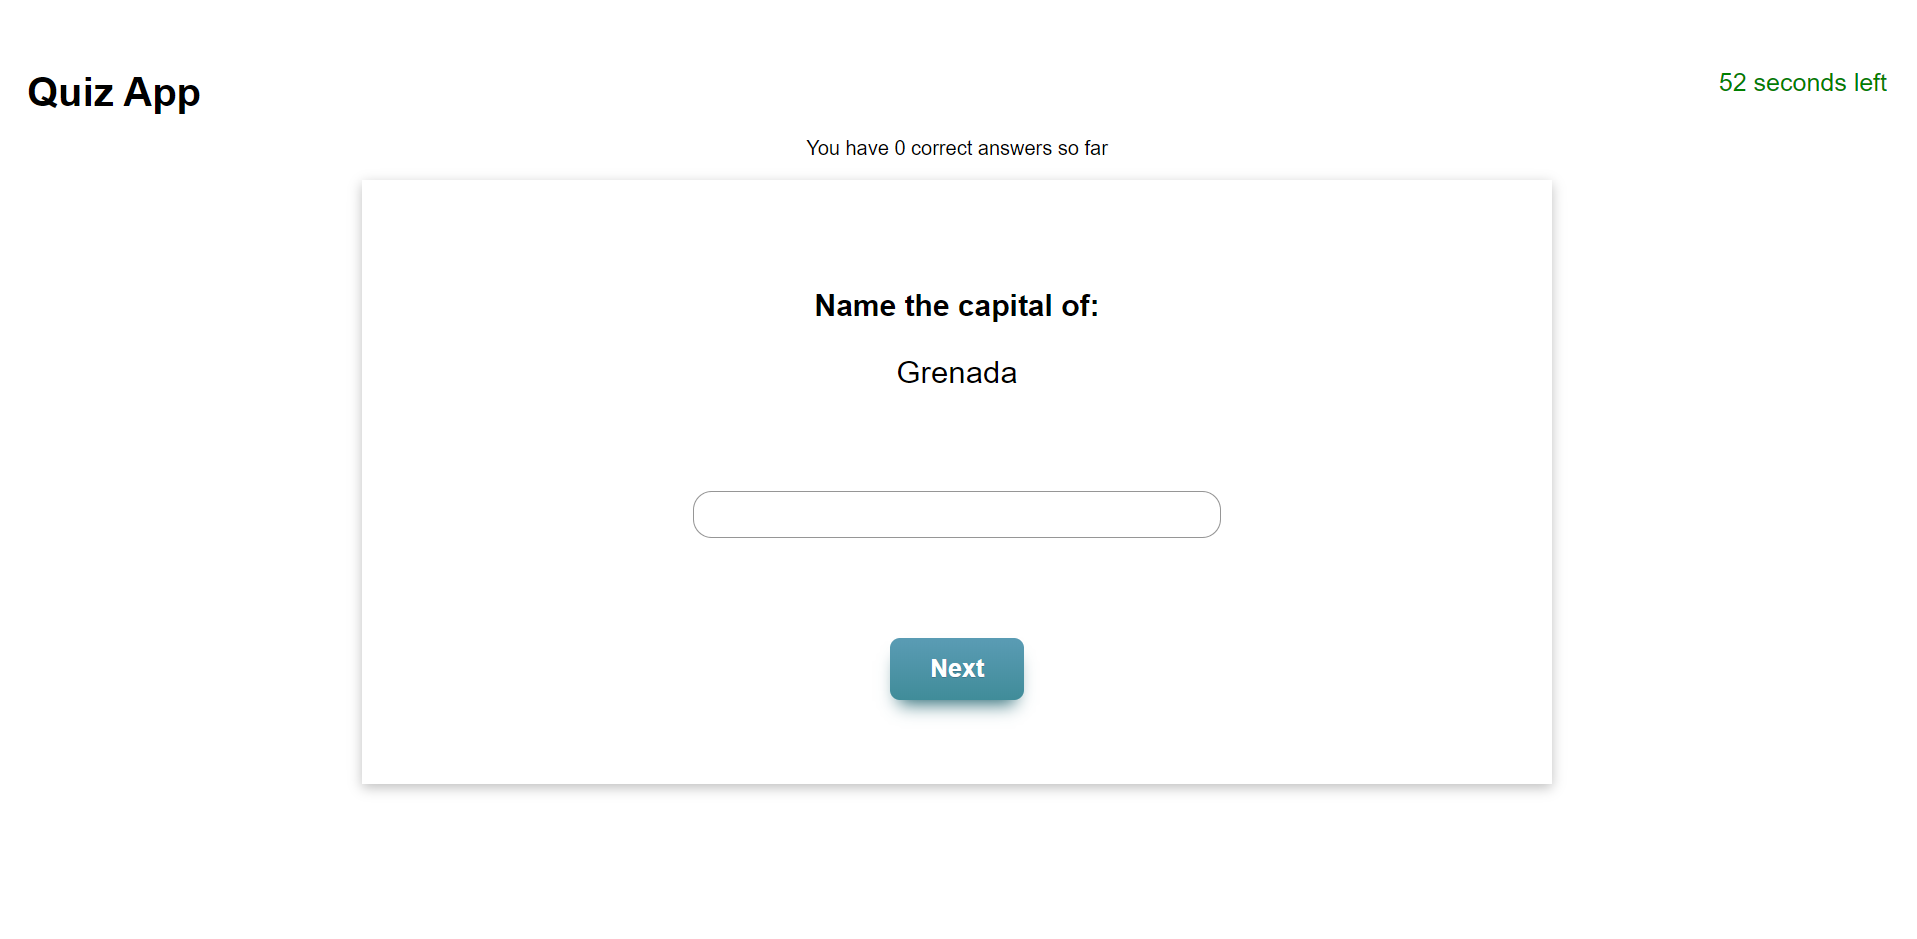 Quiz App
52 seconds left
You have 0 correct answers so far
Name the capital of:
Grenada
Next